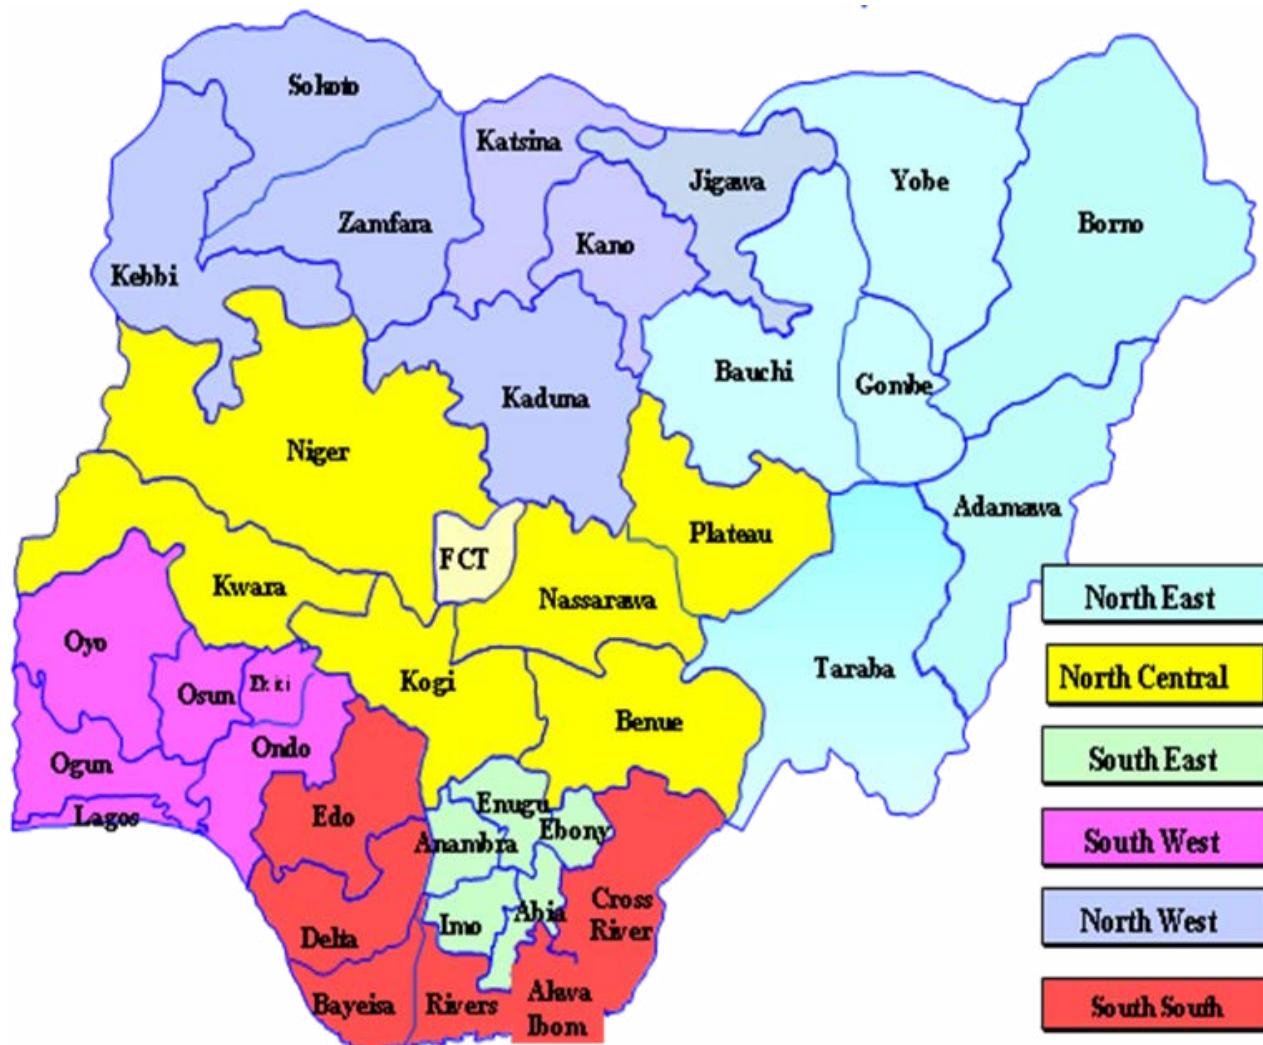 Sokoto
Katsina
Jigawa
Yobe
Borno
Zamfara
Kano
Kebbi
Bauchi
Gombe
Kaduna
Niger
Adamawa
Plateau
FCT
Kwara
Nassarawa
North East
Oyo
Osun
Ekiti
Kogi
Taraba
North Central
Benue
Ogun
Ondo
South East
Lagos
Edo
Enugu
Ebony
Anambra
South West
Cross
River
Abia
Imo
Delta
North West
Bayeisa
Rivers
Akwa
Ibom
South South